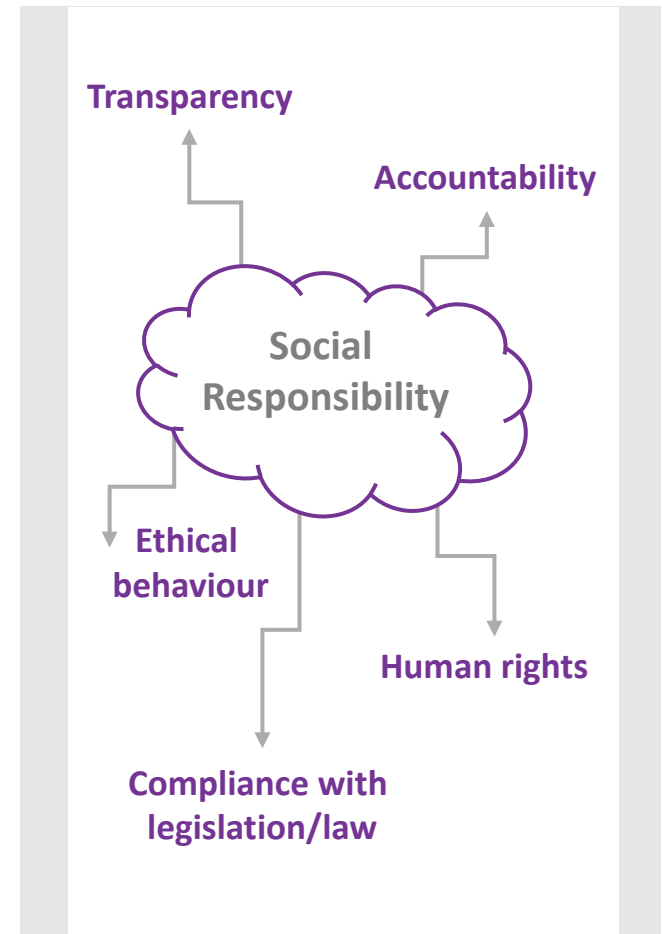 Transparency
Accountability
Social
Responsibility
Ethical
behaviour
Human rights
Compliance with
legislation/law